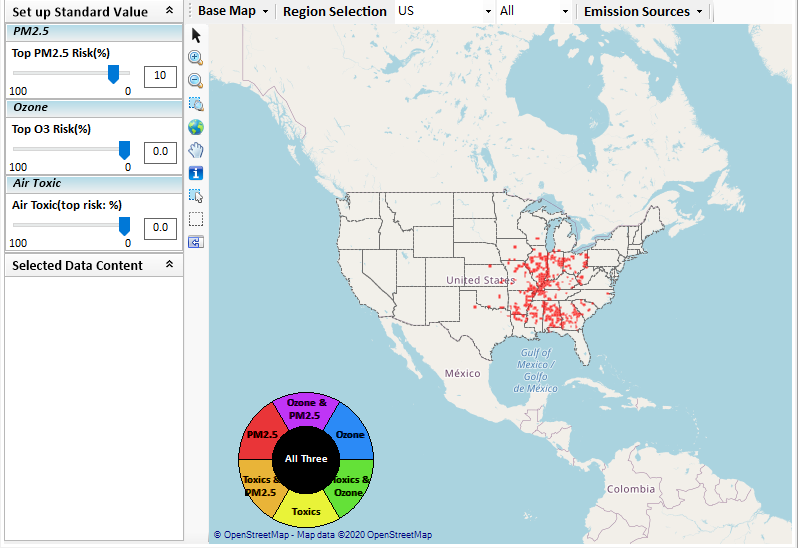 Set up Standard Value
PM2.5
Top PM2.5 Risk(%)
10
100
0
Ozone
Top O3 Risk(%)
0.0
100
0
Air Toxic
Air Toxic(top risk: %)
0.0
100
0
Selected Data Content
Base Map
Region Selection
US
All
Emission Sources
United States
Gulf of
Mexico /
Golfo
de México
México
Colombia
Ozone &
PM2.5
PM2.5
Ozone
All Three
Toxics &
PM2.5
Toxics &
Ozone
Toxics
© OpenStreetMap - Map data ©2020 OpenStreetMap